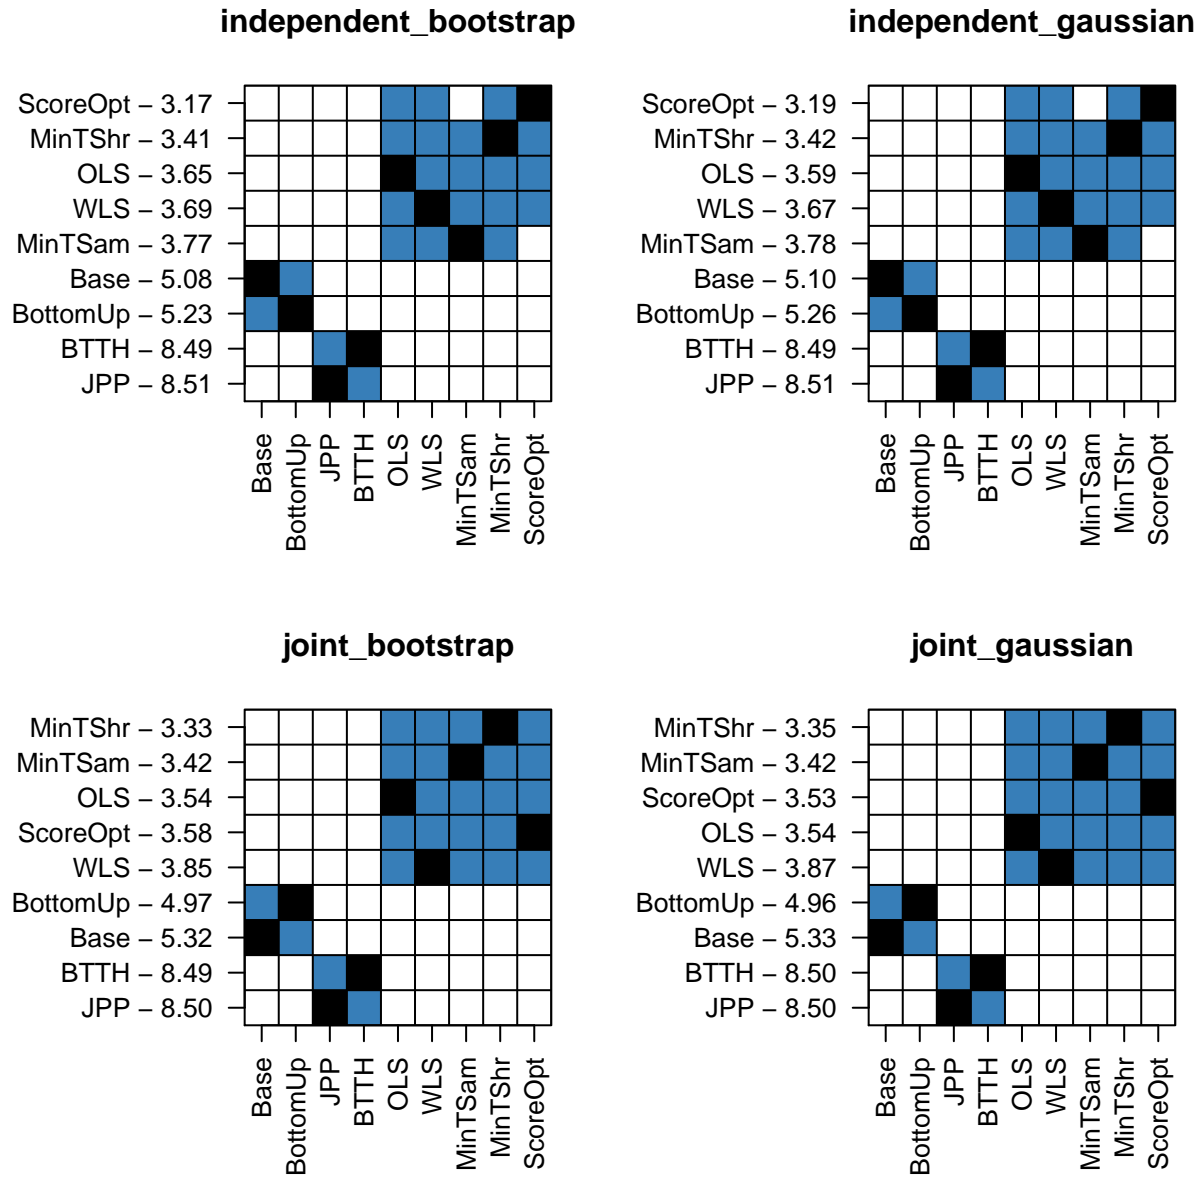 independent_bootstrap
ScoreOpt – 3.17
MinTShr – 3.41
OLS – 3.65
WLS – 3.69
MinTSam – 3.77
Base – 5.08
BottomUp – 5.23
BTTH – 8.49
JPP – 8.51
Base
BottomUp
JPP
BTTH
OLS
WLS
MinTSam
MinTShr
ScoreOpt
independent_gaussian
ScoreOpt – 3.19
MinTShr – 3.42
OLS – 3.59
WLS – 3.67
MinTSam – 3.78
Base – 5.10
BottomUp – 5.26
BTTH – 8.49
JPP – 8.51
Base
BottomUp
JPP
BTTH
OLS
WLS
MinTSam
MinTShr
ScoreOpt
joint_bootstrap
MinTShr – 3.33
MinTSam – 3.42
OLS – 3.54
ScoreOpt – 3.58
WLS – 3.85
BottomUp – 4.97
Base – 5.32
BTTH – 8.49
JPP – 8.50
Base
BottomUp
JPP
BTTH
OLS
WLS
MinTSam
MinTShr
ScoreOpt
joint_gaussian
MinTShr – 3.35
MinTSam – 3.42
ScoreOpt – 3.53
OLS – 3.54
WLS – 3.87
BottomUp – 4.96
Base – 5.33
BTTH – 8.50
JPP – 8.50
Base
BottomUp
JPP
BTTH
OLS
WLS
MinTSam
MinTShr
ScoreOpt